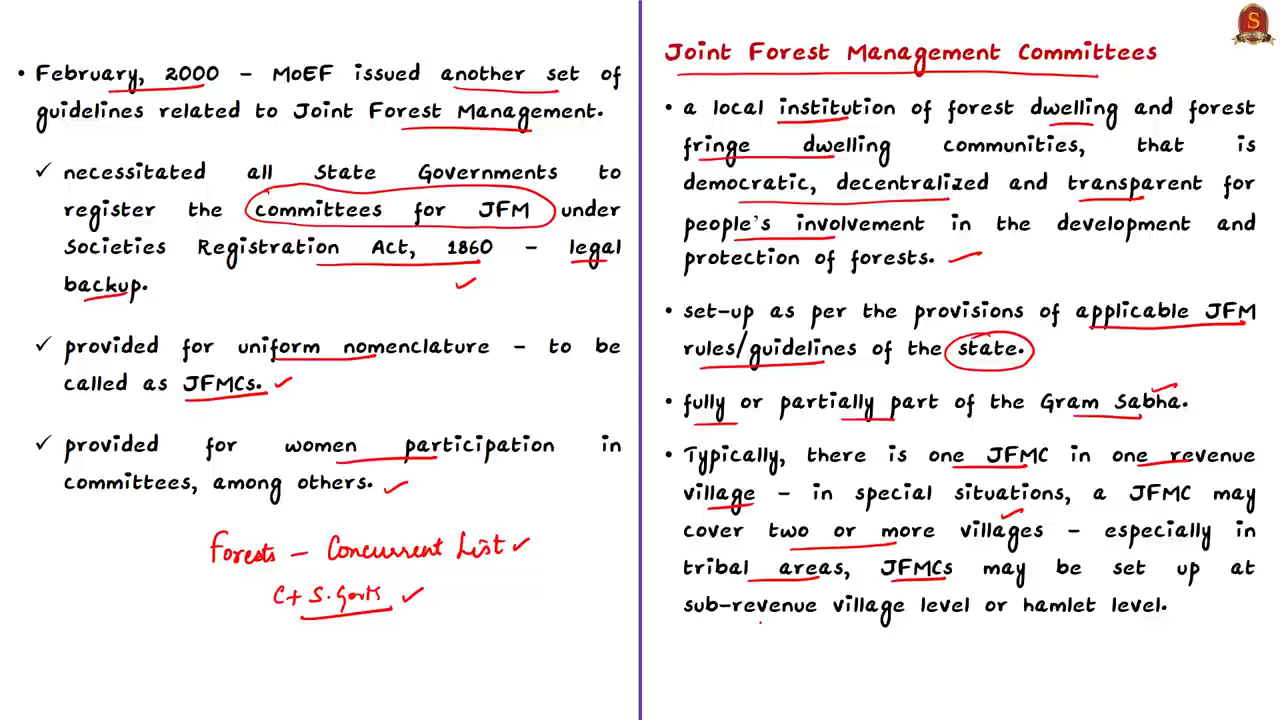 • February, 2000 - MoEF issued another set of
guidelines related to Joint Forest Management.
✓ necessitated all State Governments to
register the committees for JFM under
Societies Registration Act, 1860 - legal
backup.
✓ provided for uniform nomenclature - to be
called as JFMCs.
✓ provided for women participation in
committees, among others.
Forests - Concurrent List ✓
C + S. Govt ✓
S
Joint Forest Management Committees
• a local institution of forest dwelling and forest
fringe dwelling communities, that is
democratic, decentralized and transparent for
people's involvement in the development and
protection of forests.
• set-up as per the provisions of applicable JFM
rules/guidelines of the state.
• fully or partially part of the Gram Sabha.
• Typically, there is one JFMC in one revenue
village - in special situations, a JFMC may
cover two or more villages - especially in
tribal areas, JFMCs may be set up at
sub-revenue village level or hamlet level.